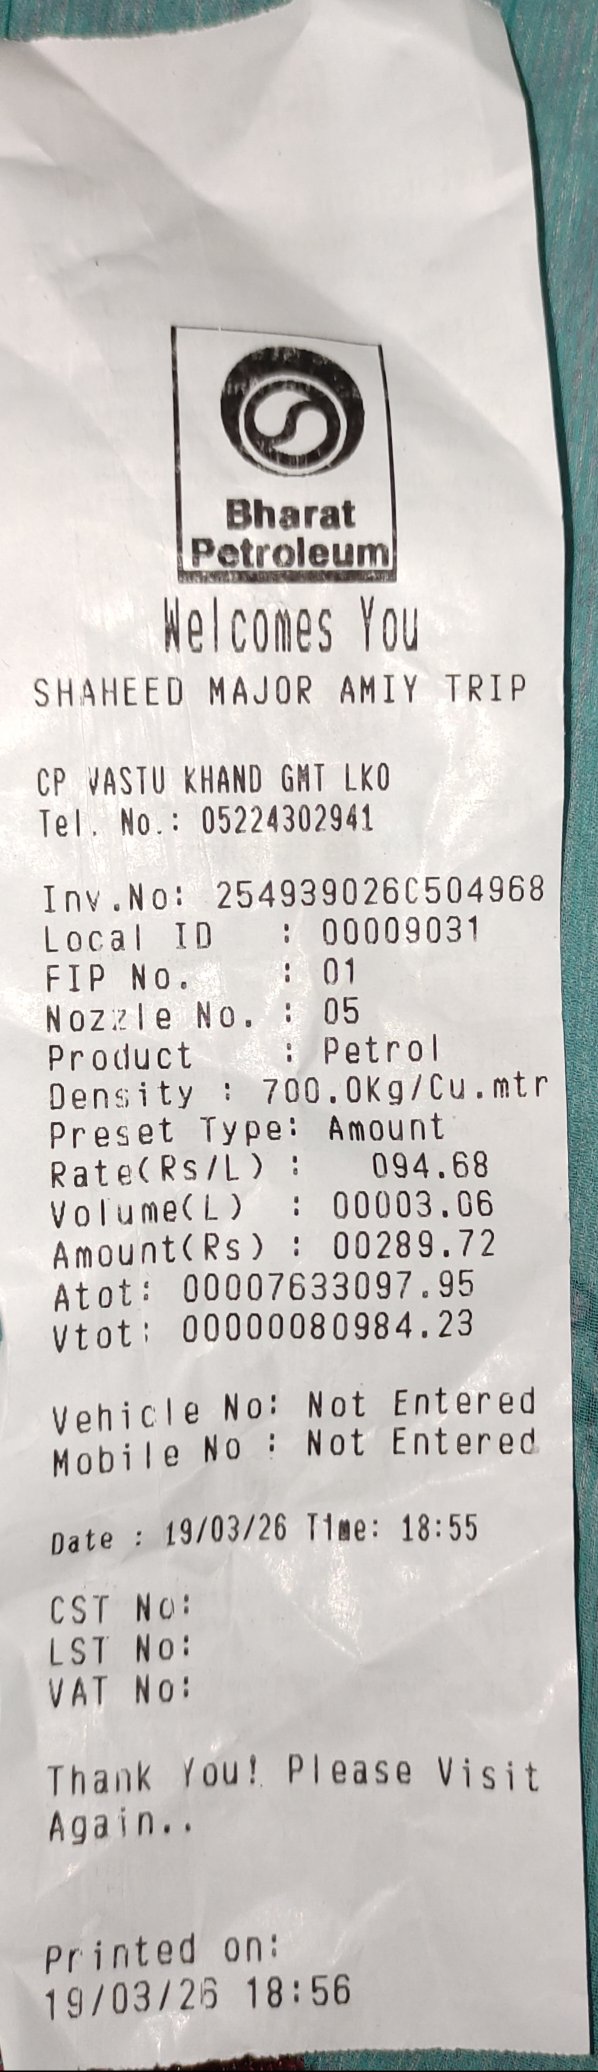 Bharat
Petroleum
Welcomes You
SHAHEED MAJOR AMIY TRIP
CP VASTU KHAND GMT LKO
Tel. No.: 05224302941
Inv.No: 254939026C504968
Local ID : 00009031
FIP No. : 01
Nozzle No. : 05
Product : Petrol
Density : 700.0Kg/Cu.mtr
Preset Type: Amount
Rate(Rs/L) : 094.68
Volume(L) : 00003.06
Amount(Rs) : 00289.72
Atot: 00007633097.95
Vtot: 00000080984.23
Vehicle No: Not Entered
Mobile No : Not Entered
Date : 19/03/26 Time: 18:55
CST No:
LST No:
VAT No:
Thank You! Please Visit
Again..
Printed on:
19/03/26 18:56